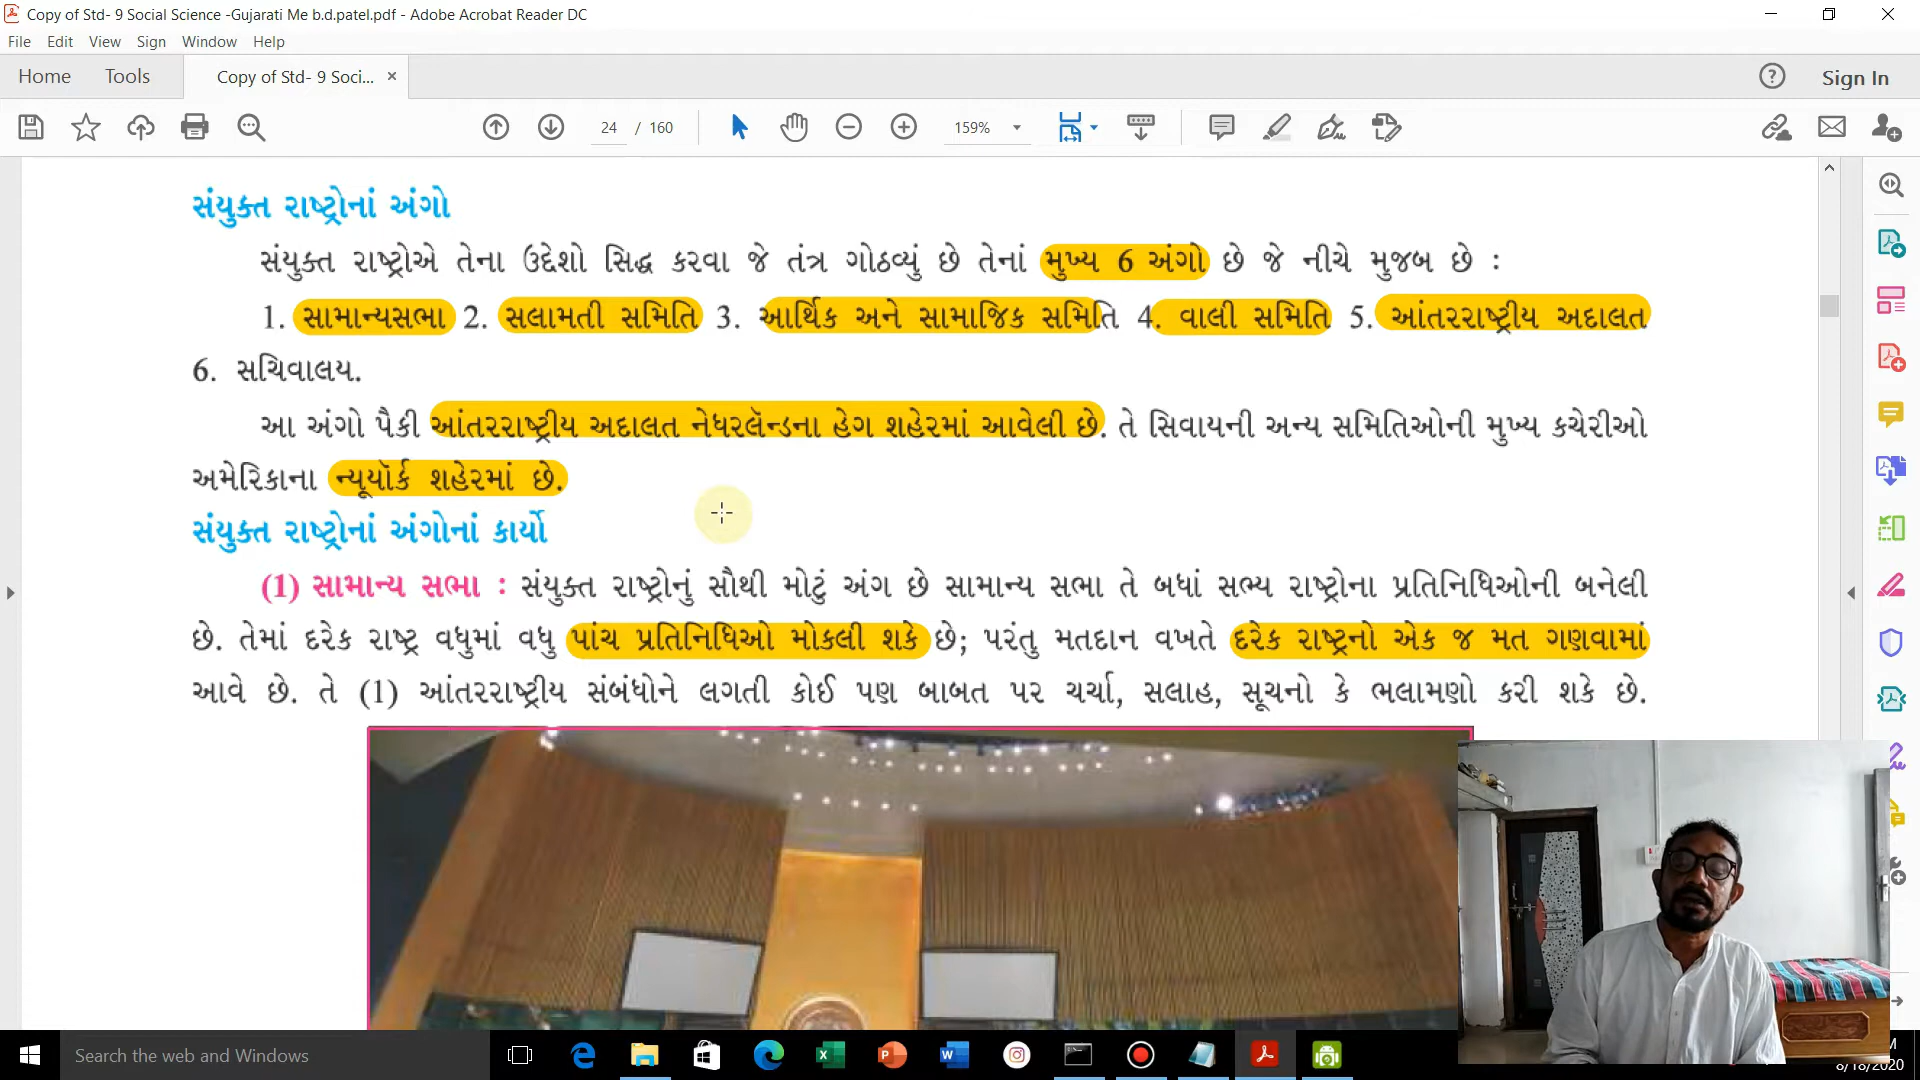 Copy of Std- 9 Social Science -Gujarati Me b.d.patel.pdf - Adobe Acrobat Reader DC
File Edit View Sign Window Help
Home Tools Copy of Std- 9 Soci... × Sign In
24 / 160 159%
સંયુક્ત રાષ્ટ્રોનાં અંગો
સંયુક્ત રાષ્ટ્રોએ તેના ઉદ્દેશો સિદ્ધ કરવા જે તંત્ર ગોઠવ્યું છે તેનાં મુખ્ય 6 અંગો છે જે નીચે મુજબ છે :
1. સામાન્યસભા 2. સલામતી સમિતિ 3. આર્થિક અને સામાજિક સમિતિ 4. વાલી સમિતિ 5. આંતરરાષ્ટ્રીય અદાલત
6. સચિવાલય.
આ અંગો પૈકી આંતરરાષ્ટ્રીય અદાલત નેધરલૅન્ડના હેગ શહેરમાં આવેલી છે. તે સિવાયની અન્ય સમિતિઓની મુખ્ય કચેરીઓ
અમેરિકાના ન્યૂયૉર્ક શહેરમાં છે.
સંયુક્ત રાષ્ટ્રોનાં અંગોનાં કાર્યો
(1) સામાન્ય સભા : સંયુક્ત રાષ્ટ્રોનું સૌથી મોટું અંગ છે સામાન્ય સભા તે બધાં સભ્ય રાષ્ટ્રોના પ્રતિનિધિઓની બનેલી
છે. તેમાં દરેક રાષ્ટ્ર વધુમાં વધુ પાંચ પ્રતિનિધિઓ મોકલી શકે છે; પરંતુ મતદાન વખતે દરેક રાષ્ટ્રનો એક જ મત ગણવામાં
આવે છે. તે (1) આંતરરાષ્ટ્રીય સંબંધોને લગતી કોઈ પણ બાબત પર ચર્ચા, સલાહ, સૂચનો કે ભલામણો કરી શકે છે.
Search the web and Windows
8/18/2020